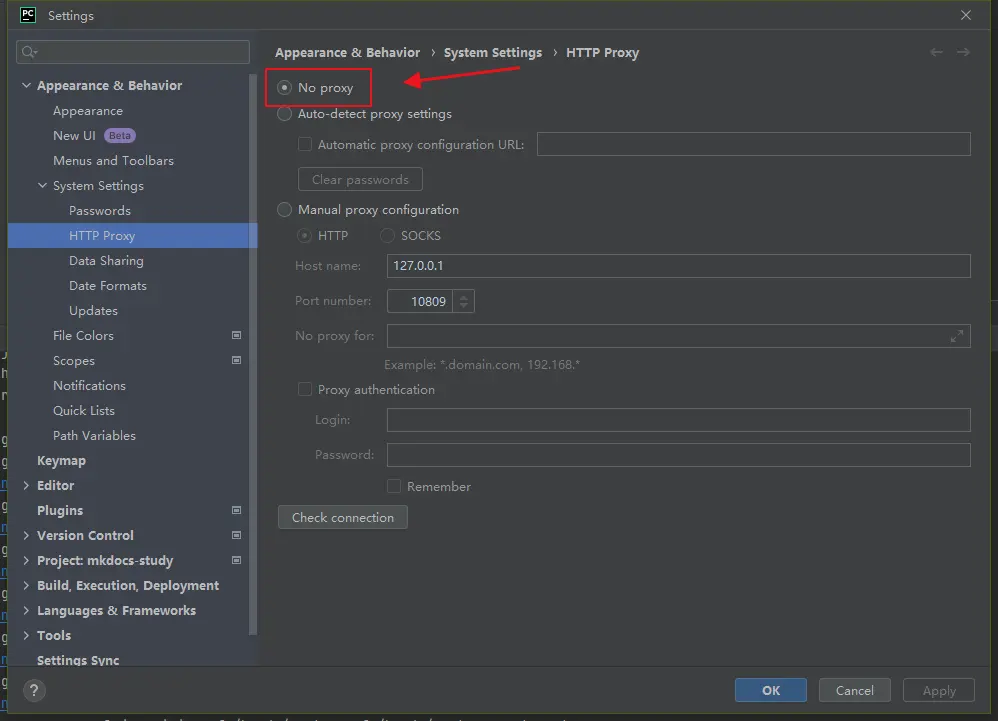 PC
Settings
Appearance & Behavior
Appearance
New UI Beta
Menus and Toolbars
System Settings
Passwords
HTTP Proxy
Data Sharing
Date Formats
Updates
File Colors
Scopes
Notifications
Quick Lists
Path Variables
Keymap
Editor
Plugins
Version Control
Project: mkdocs-study
Build, Execution, Deployment
Languages & Frameworks
Tools
Settings Sync
Appearance & Behavior › System Settings › HTTP Proxy
No proxy
Auto-detect proxy settings
Automatic proxy configuration URL:
Clear passwords
Manual proxy configuration
HTTP SOCKS
Host name: 127.0.0.1
Port number: 10809
No proxy for:
Example: *.domain.com, 192.168.*
Proxy authentication
Login:
Password:
Remember
Check connection
?
OK Cancel Apply